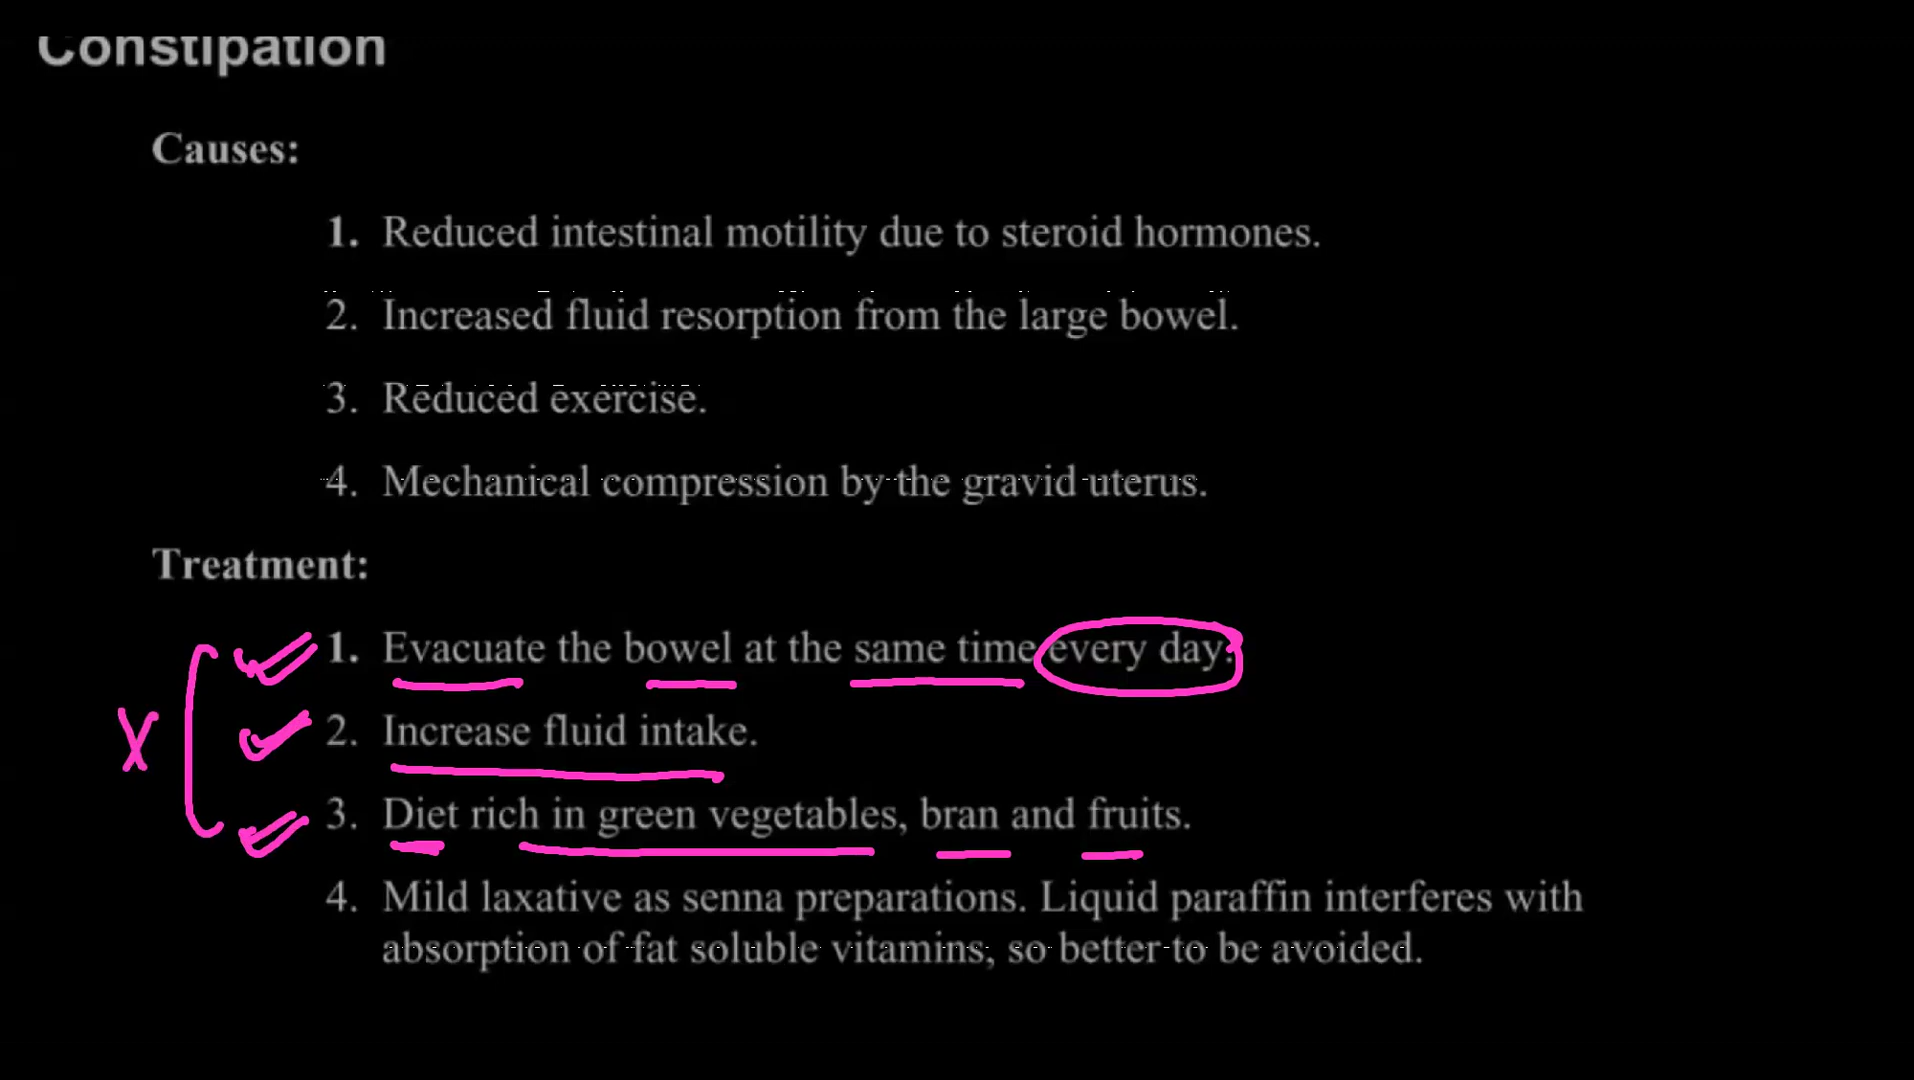 Constipation
Causes:
1. Reduced intestinal motility due to steroid hormones.
2. Increased fluid resorption from the large bowel.
3. Reduced exercise.
4. Mechanical compression by the gravid uterus.
Treatment:
1. Evacuate the bowel at the same time every day.
2. Increase fluid intake.
X
3. Diet rich in green vegetables, bran and fruits.
4. Mild laxative as senna preparations. Liquid paraffin interferes with
absorption of fat soluble vitamins, so better to be avoided.